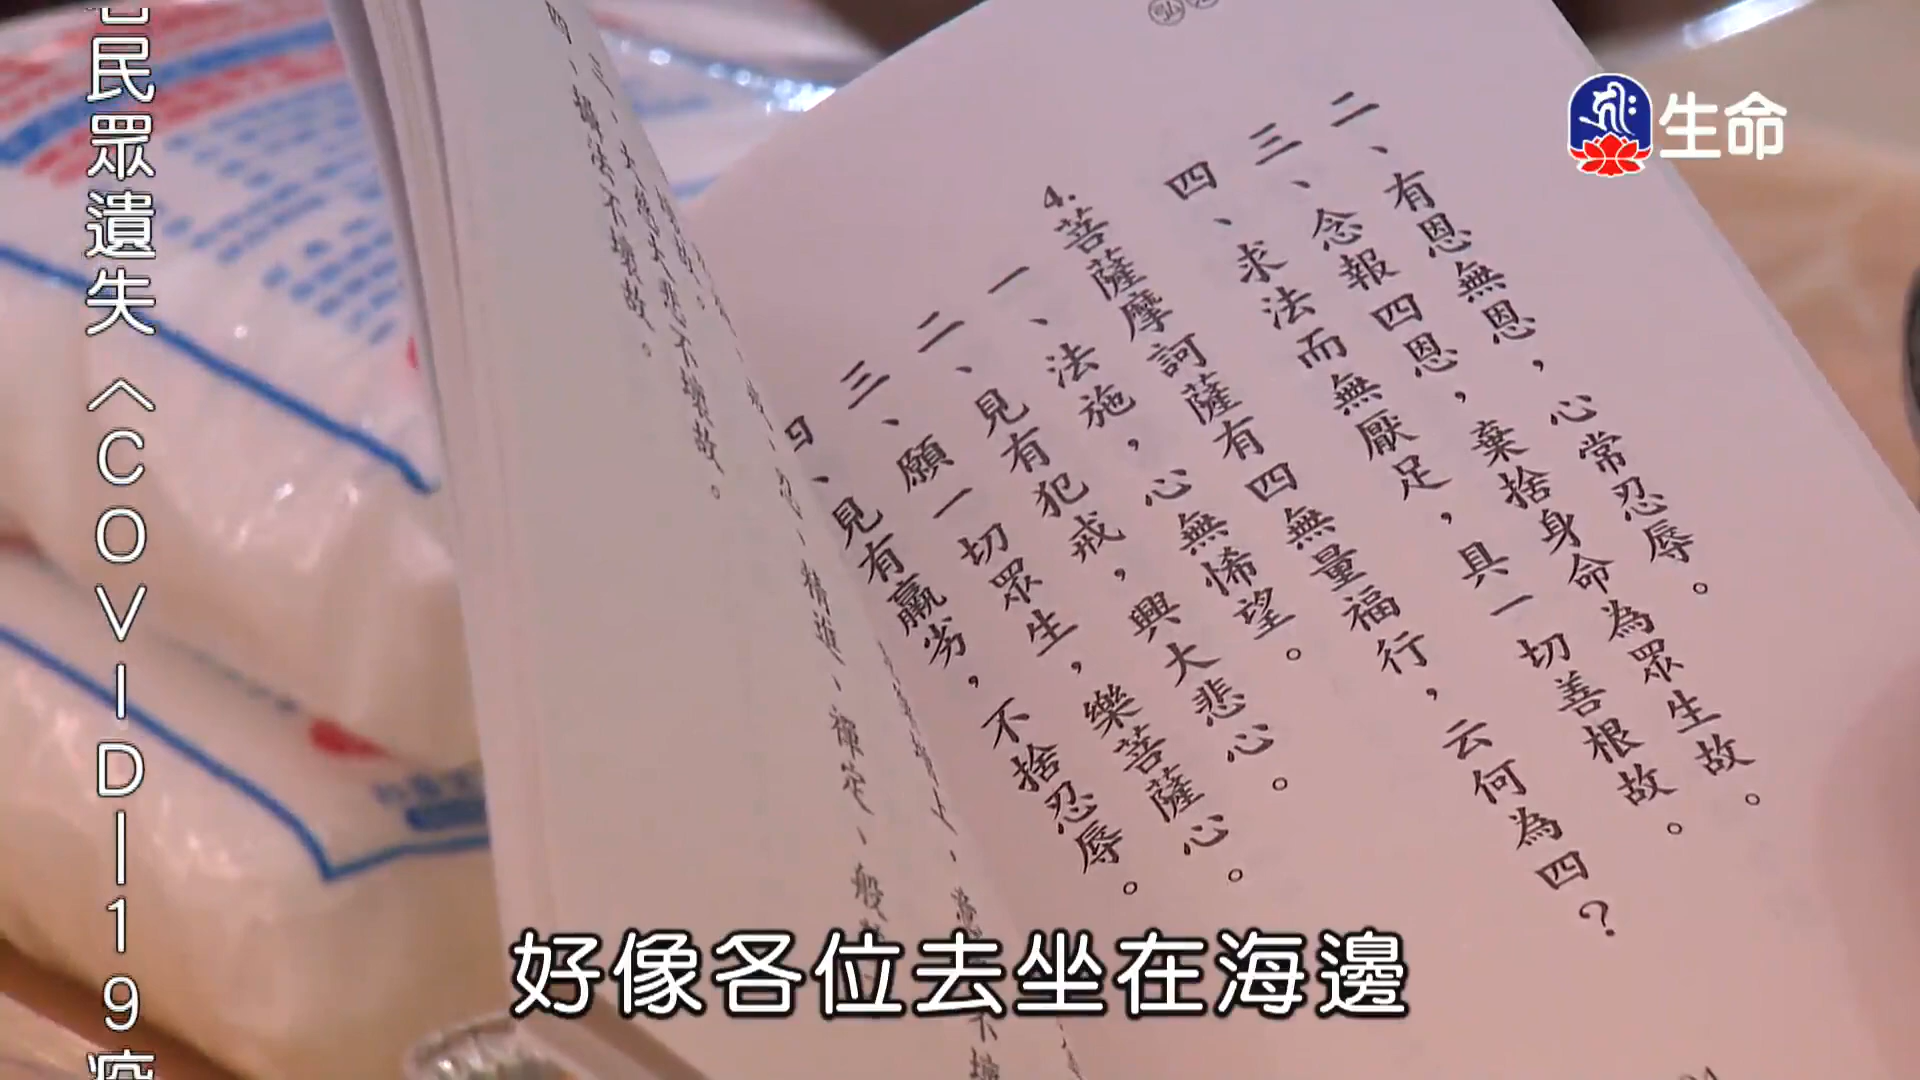 生命
若民眾遺失〈COVID—19疫
二、有恩無恩，心常忍辱。
三、念報四恩，棄捨身命為眾生故。
四、求法而無厭足，具一切善根故。
4.菩薩摩訶薩有四無量福行，云何為四？
一、法施，心無悕望。
二、見有犯戒，興大悲心。
三、願一切眾生，樂菩薩心。
四、見有羸劣，不捨忍辱。
好像各位去坐在海邊